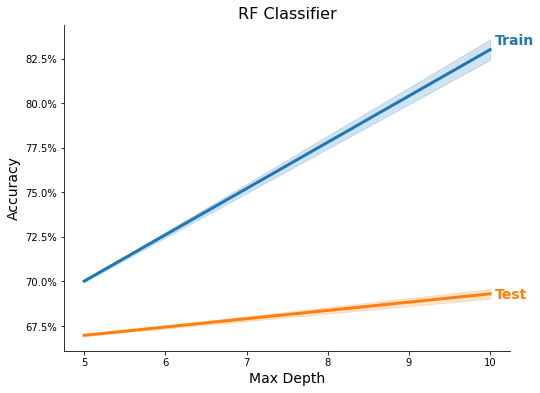 RF Classifier
Train
82.5%
80.0%
77.5%
75.0%
72.5%
70.0%
67.5%
Accuracy
Test
5 6 7 8 9 10
Max Depth